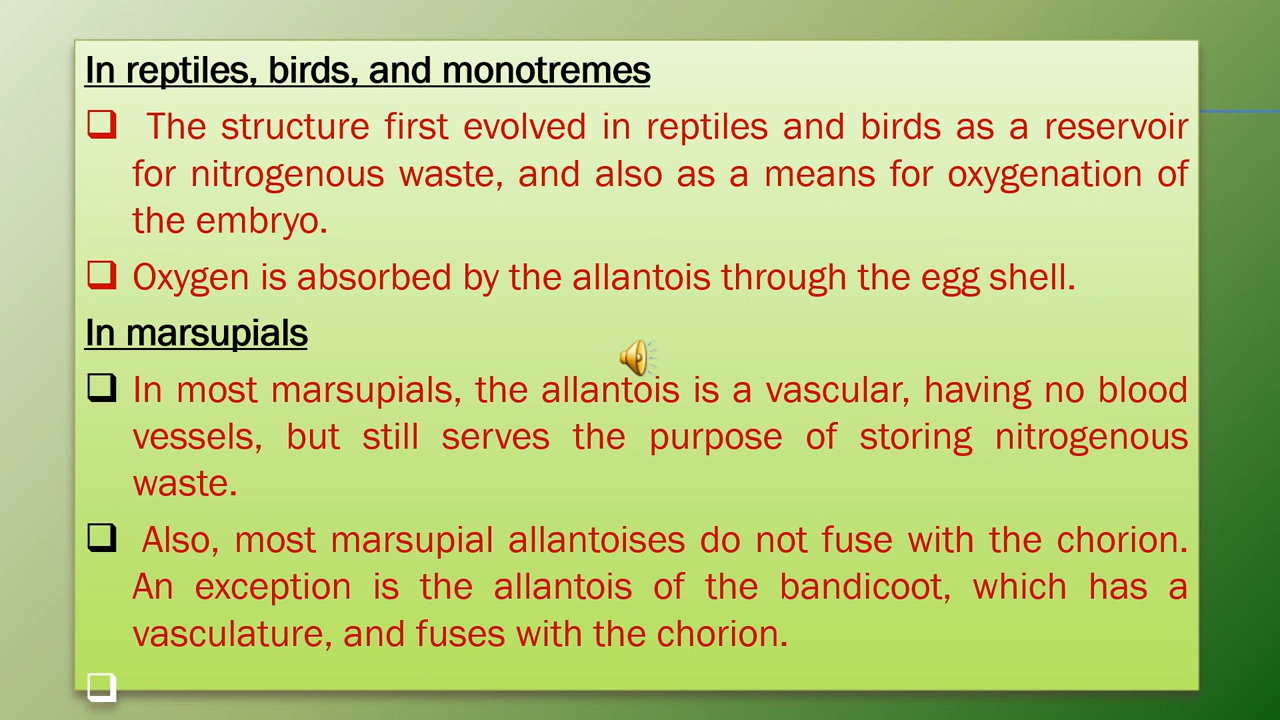 In reptiles, birds, and monotremes
❑ The structure first evolved in reptiles and birds as a reservoir
for nitrogenous waste, and also as a means for oxygenation of
the embryo.
❑ Oxygen is absorbed by the allantois through the egg shell.
In marsupials
❑ In most marsupials, the allantois is a vascular, having no blood
vessels, but still serves the purpose of storing nitrogenous
waste.
❑ Also, most marsupial allantoises do not fuse with the chorion.
An exception is the allantois of the bandicoot, which has a
vasculature, and fuses with the chorion.
❑